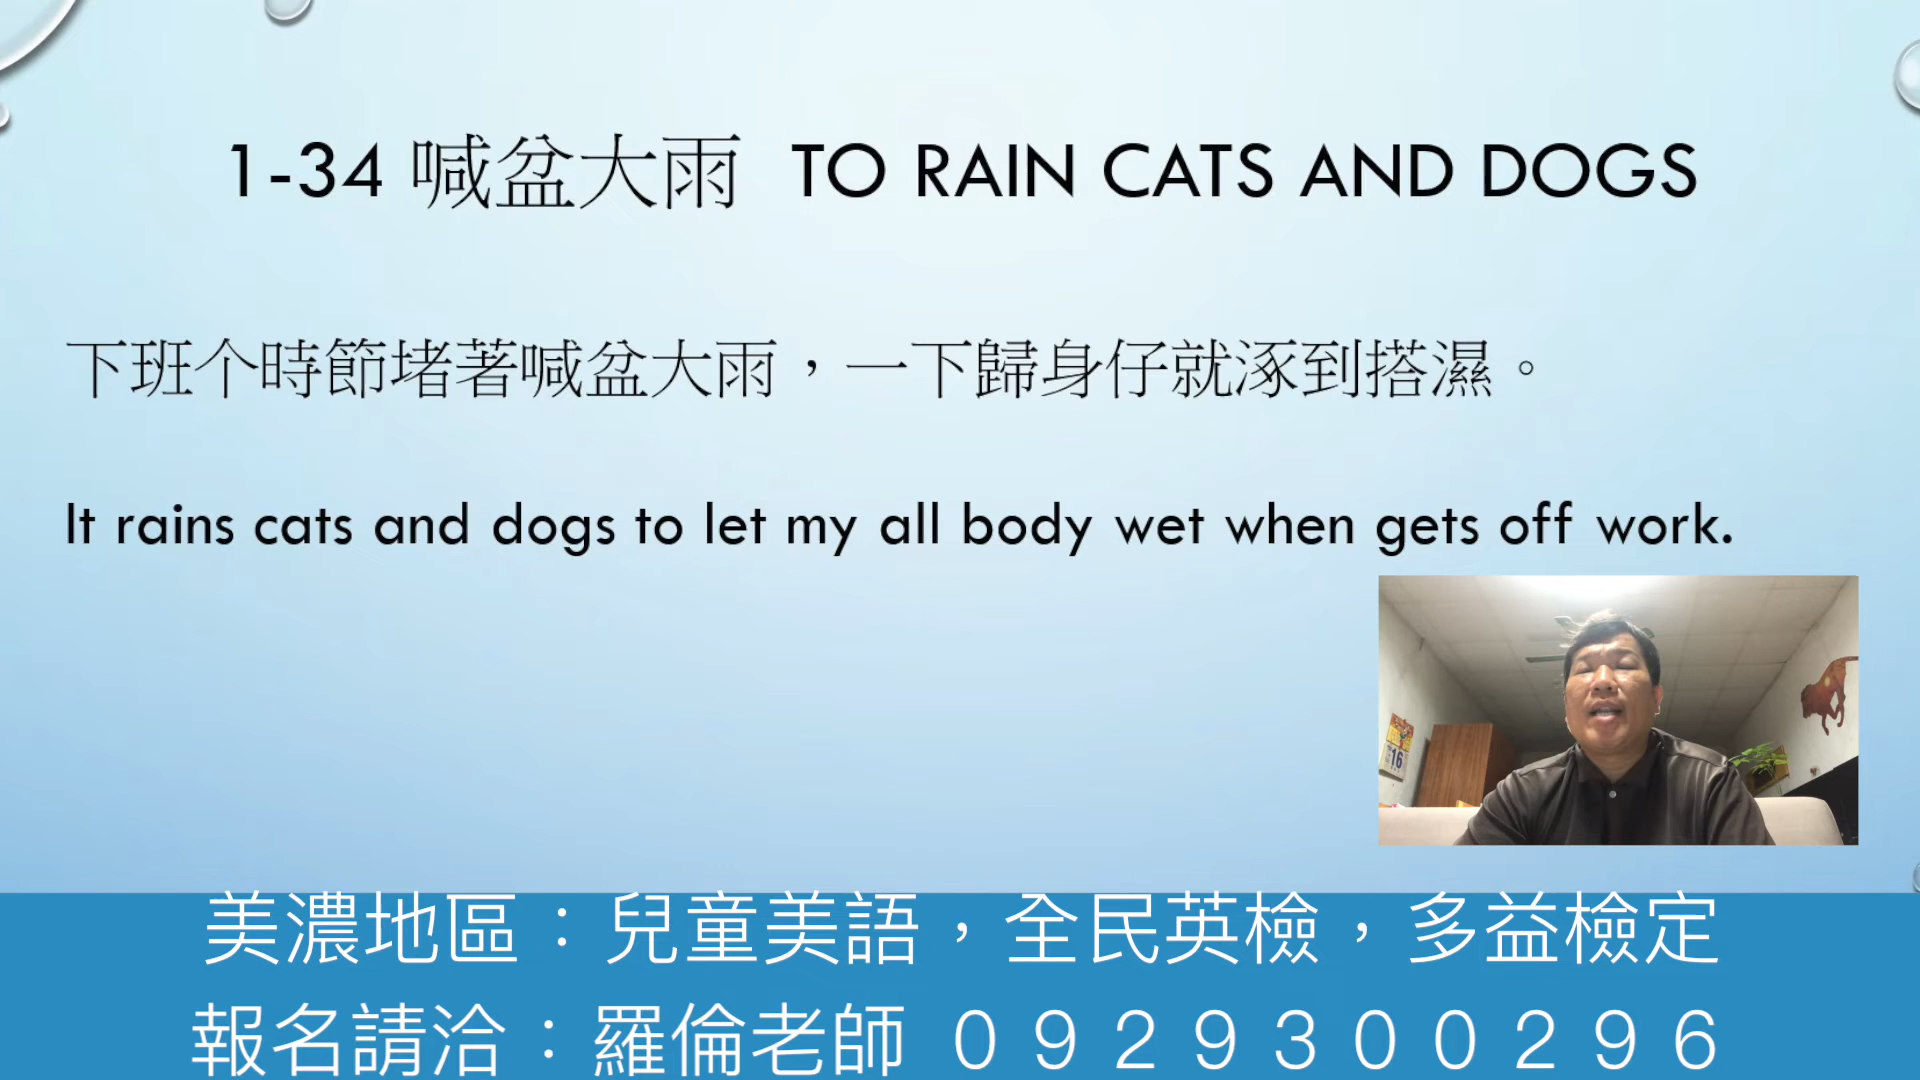 1-34 喊盆大雨 TO RAIN CATS AND DOGS
下班个時節堵著喊盆大雨，一下歸身仔就涿到搭濕。
It rains cats and dogs to let my all body wet when gets off work.
16
美濃地區：兒童美語，全民英檢，多益檢定
報名請洽：羅倫老師 0929300296